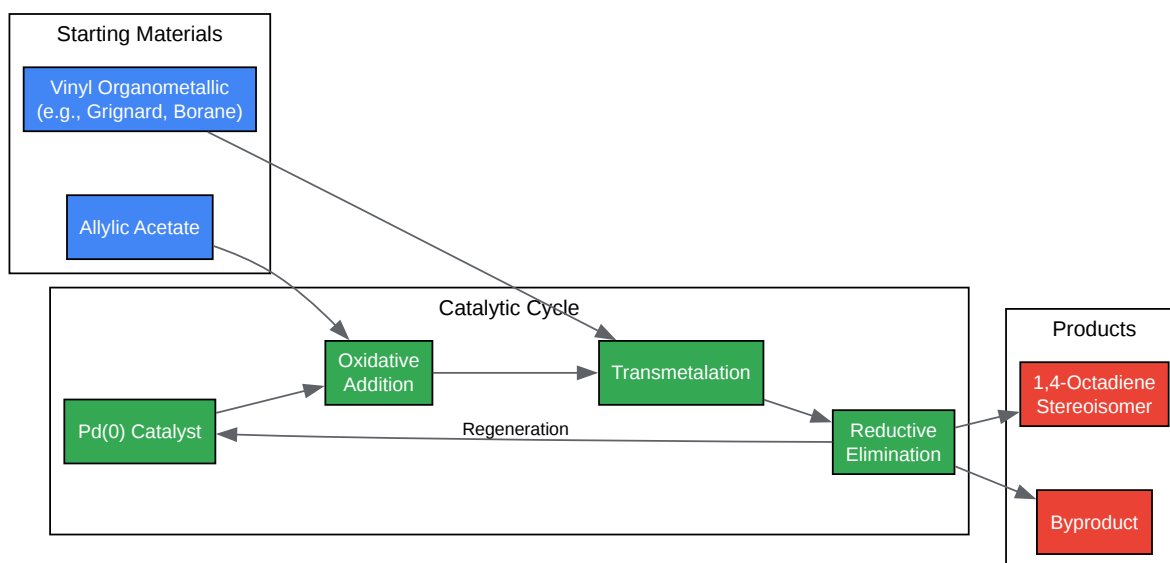 Starting Materials
Vinyl Organometallic
(e.g., Grignard, Borane)
Allylic Acetate
Catalytic Cycle
Oxidative
Addition
Transmetalation
Pd(0) Catalyst
Regeneration
Reductive
Elimination
Products
1,4-Octadiene
Stereoisomer
Byproduct